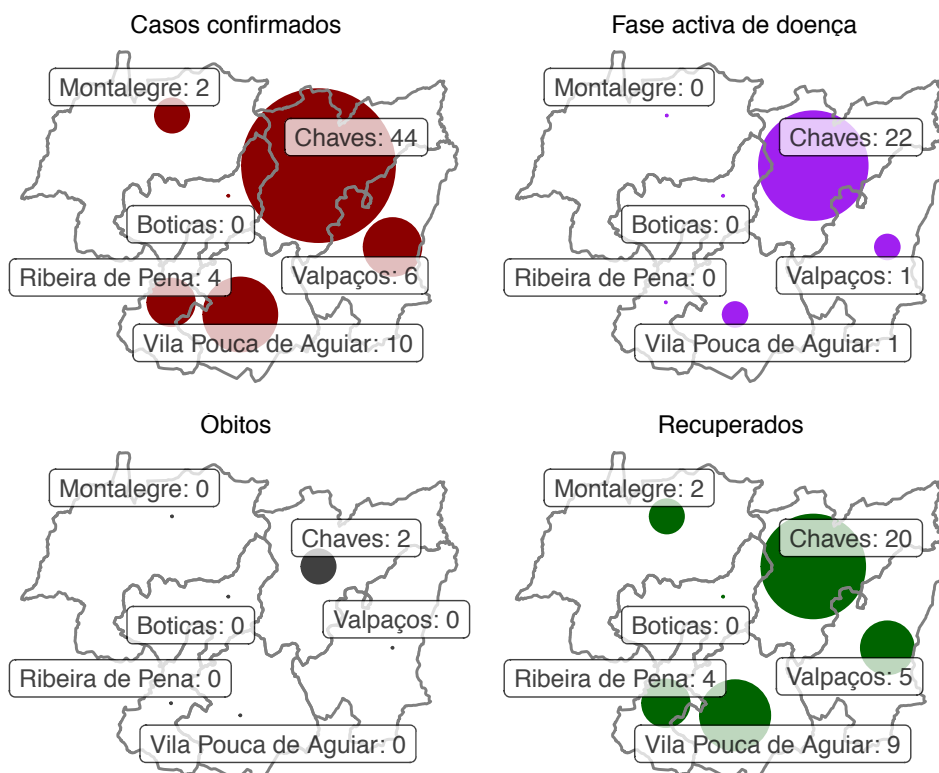 Casos confirmados
Montalegre: 2
Chaves: 44
Boticas: 0
Ribeira de Pena: 4
Valpaços: 6
Vila Pouca de Aguiar: 10
Fase activa de doença
Montalegre: 0
Chaves: 22
Boticas: 0
Ribeira de Pena: 0
Valpaços: 1
Vila Pouca de Aguiar: 1
Obitos
Montalegre: 0
Chaves: 2
Boticas: 0
Valpaços: 0
Ribeira de Pena: 0
Vila Pouca de Aguiar: 0
Recuperados
Montalegre: 2
Chaves: 20
Boticas: 0
Ribeira de Pena: 4
Valpaços: 5
Vila Pouca de Aguiar: 9